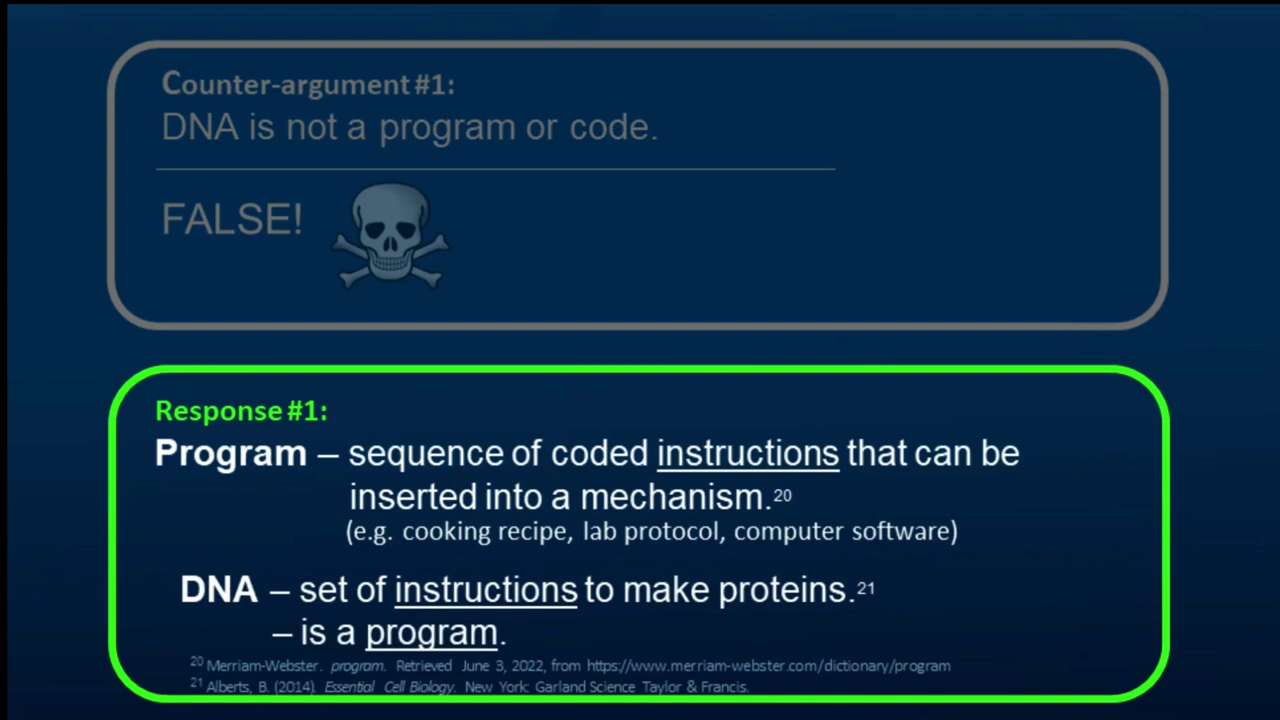 Counter-argument #1:
DNA is not a program or code.
FALSE!
Response #1:
Program – sequence of coded instructions that can be
inserted into a mechanism.20
(e.g. cooking recipe, lab protocol, computer software)
DNA – set of instructions to make proteins.21
– is a program.
20 Merriam-Webster. program. Retrieved June 3, 2022, from https://www.merriam-webster.com/dictionary/program
21 Alberts, B. (2014). Essential Cell Biology. New York: Garland Science Taylor & Francis.